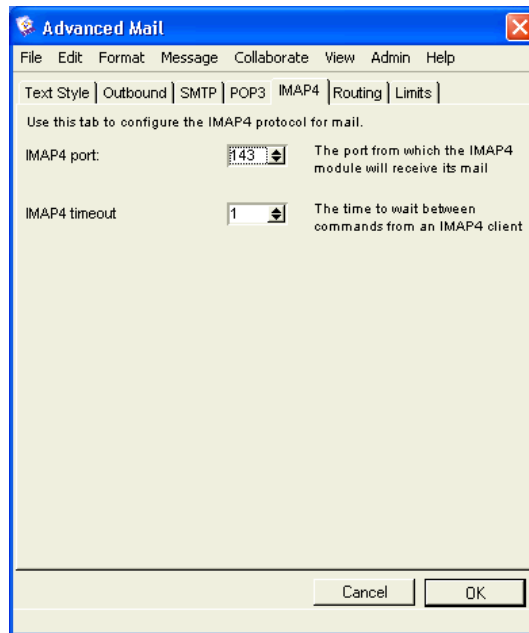 Advanced Mail
File Edit Format Message Collaborate View Admin Help
Text Style Outbound SMTP POP3 IMAP4 Routing Limits
Use this tab to configure the IMAP4 protocol for mail.
IMAP4 port: 143 The port from which the IMAP4
module will receive its mail
IMAP4 timeout 1 The time to wait between
commands from an IMAP4 client
Cancel OK